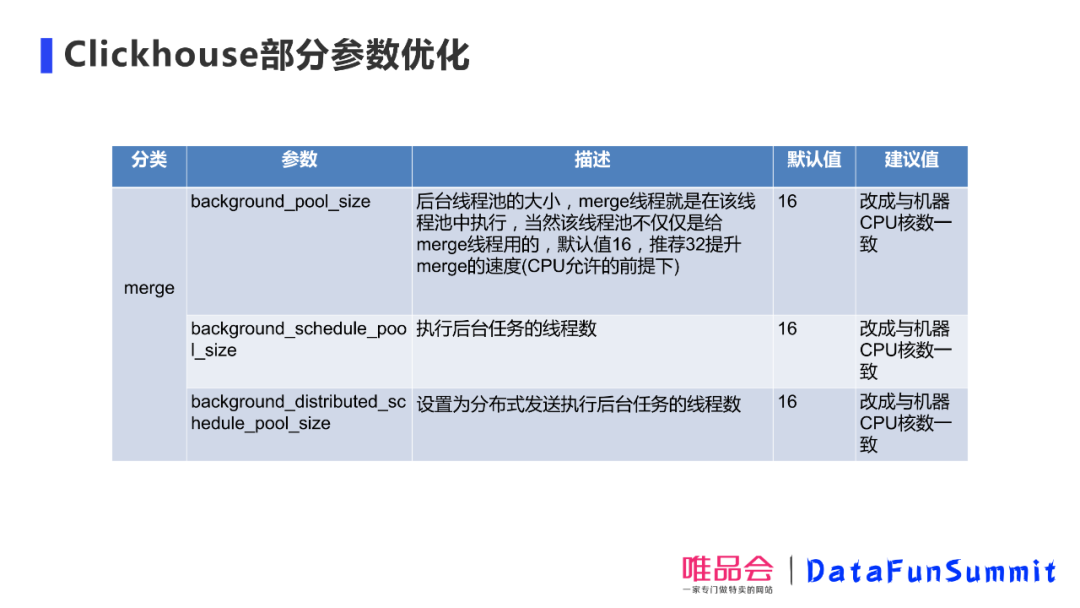 Clickhouse部分参数优化
分类 参数 描述 默认值 建议值
merge
background_pool_size
后台线程池的大小，merge线程就是在该线
程池中执行，当然该线程池不仅仅是给
merge线程用的，默认值16，推荐32提升
merge的速度(CPU允许的前提下)
16
改成与机器
CPU核数一
致
background_schedule_poo
l_size
执行后台任务的线程数
16
改成与机器
CPU核数一
致
background_distributed_sc
hedule_pool_size
设置为分布式发送执行后台任务的线程数
16
改成与机器
CPU核数一
致
唯品会
一家专门做特卖的网站
DataFunSummit